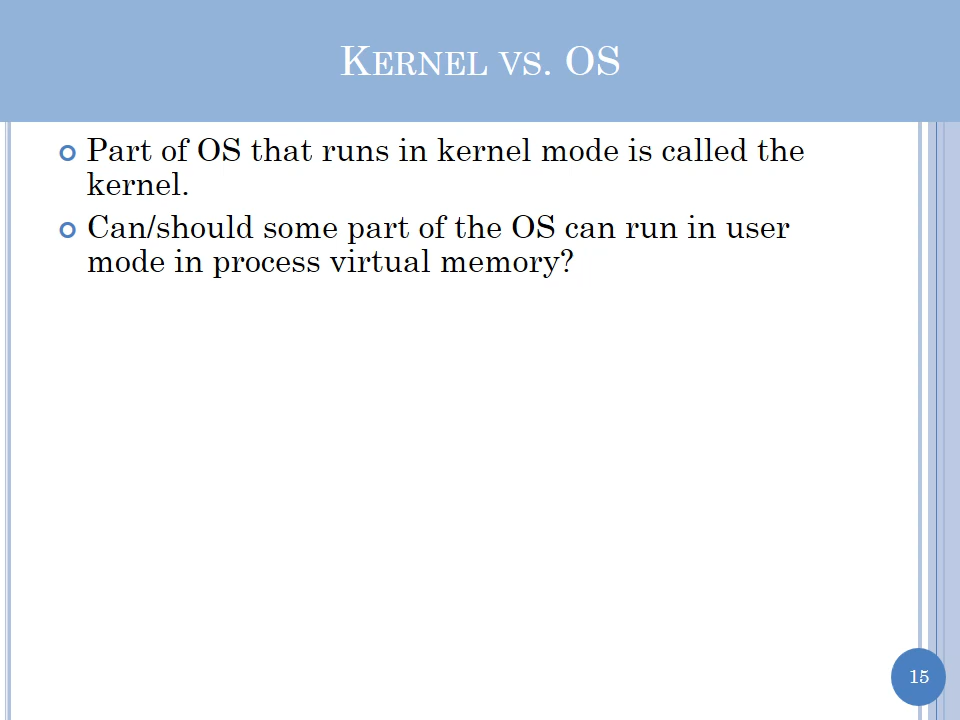 KERNEL VS. OS
Part of OS that runs in kernel mode is called the
kernel.
Can/should some part of the OS can run in user
mode in process virtual memory?
15